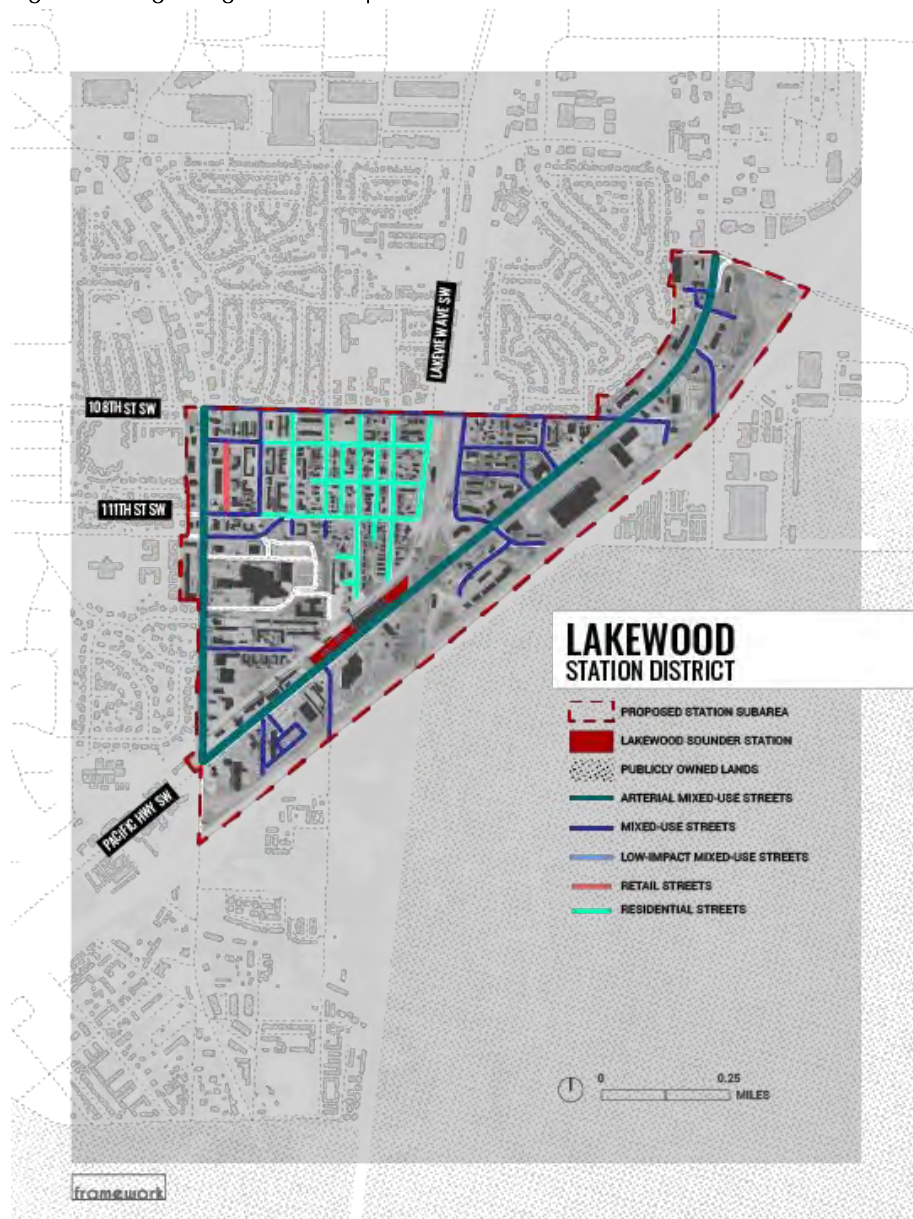 LAKEVIEW AVE SW
108TH ST SW
111TH ST SW
PACIFIC HWY SW
LAKEWOOD
STATION DISTRICT
PROPOSED STATION SUBAREA
LAKEWOOD SOUNDER STATION
PUBLICLY OWNED LANDS
ARTERIAL MIXED-USE STREETS
MIXED-USE STREETS
LOW-IMPACT MIXED-USE STREETS
RETAIL STREETS
RESIDENTIAL STREETS
0 0.25
MILES
framework